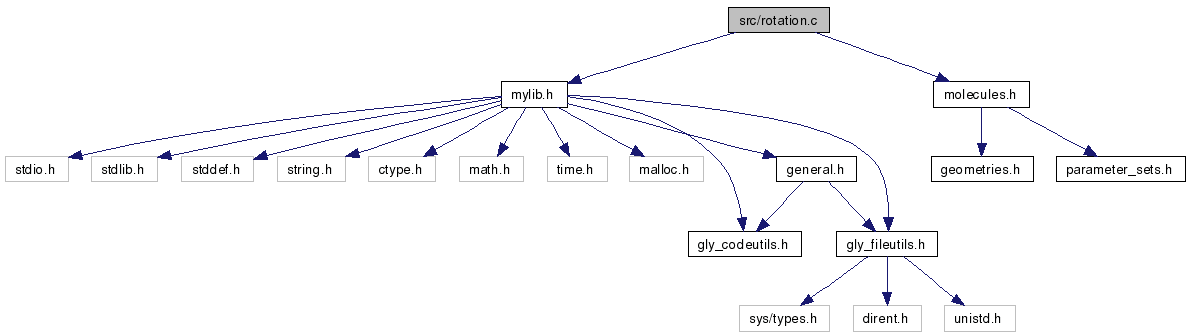 src/rotation.c
mylib.h
molecules.h
stdio.h
stdlib.h
stddef.h
string.h
ctype.h
math.h
time.h
malloc.h
general.h
geometries.h
parameter_sets.h
gly_codeutils.h
gly_fileutils.h
sys/types.h
dirent.h
unistd.h